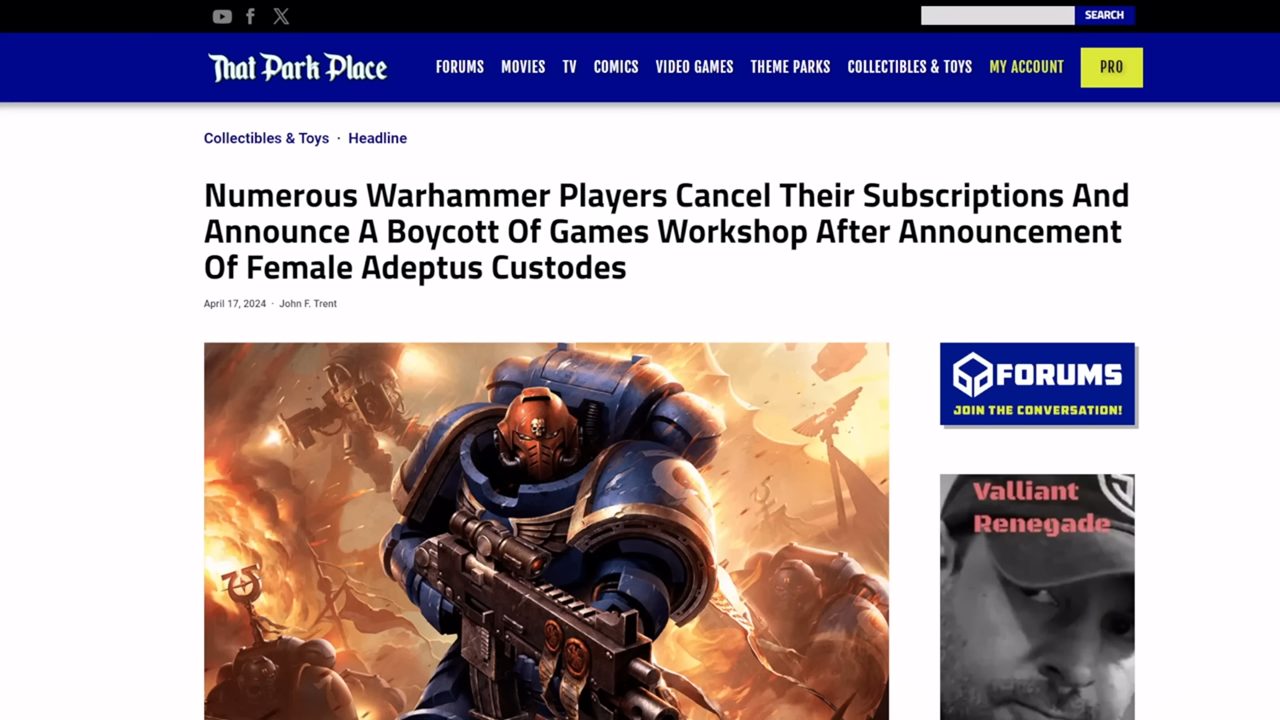 SEARCH
That Park Place
FORUMS MOVIES TV COMICS VIDEO GAMES THEME PARKS COLLECTIBLES & TOYS MY ACCOUNT PRO
Collectibles & Toys · Headline
Numerous Warhammer Players Cancel Their Subscriptions And
Announce A Boycott Of Games Workshop After Announcement
Of Female Adeptus Custodes
April 17, 2024 · John F. Trent
FORUMS
JOIN THE CONVERSATION!
Valliant
Renegade